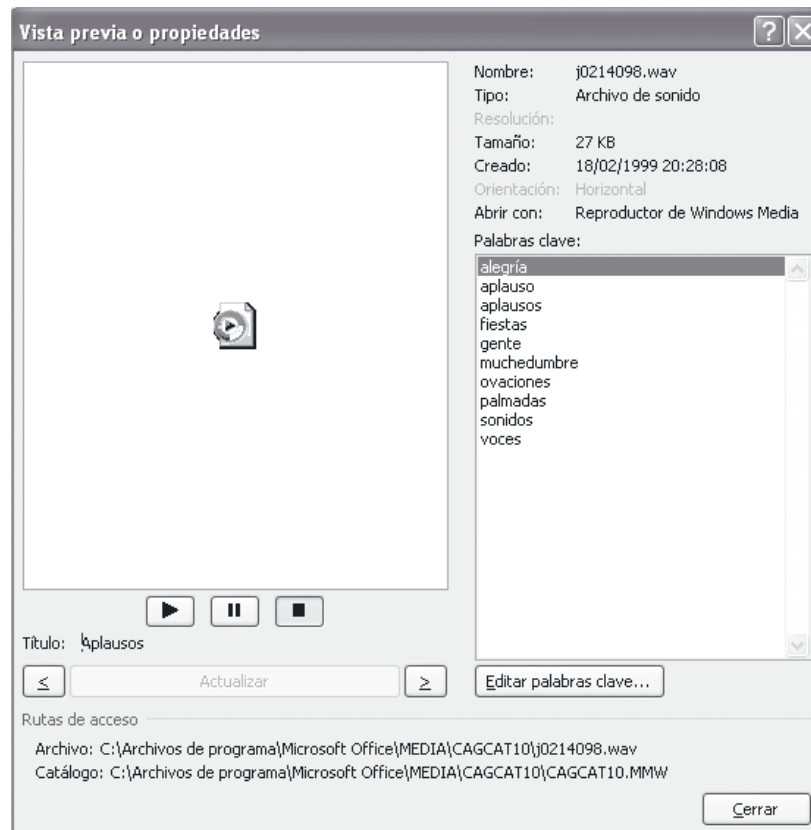 Vista previa o propiedades
Nombre: j0214098.wav
Tipo: Archivo de sonido
Resolución:
Tamaño: 27 KB
Creado: 18/02/1999 20:28:08
Orientación: Horizontal
Abrir con: Reproductor de Windows Media
Palabras clave:
alegría
aplauso
aplausos
fiestas
gente
muchedumbre
ovaciones
palmadas
sonidos
voces
Título: Aplausos
< Actualizar >
Editar palabras clave...
Rutas de acceso
Archivo: C:\Archivos de programa\Microsoft Office\MEDIA\CAGCAT10\j0214098.wav
Catálogo: C:\Archivos de programa\Microsoft Office\MEDIA\CAGCAT10\CAGCAT10.MMW
Cerrar